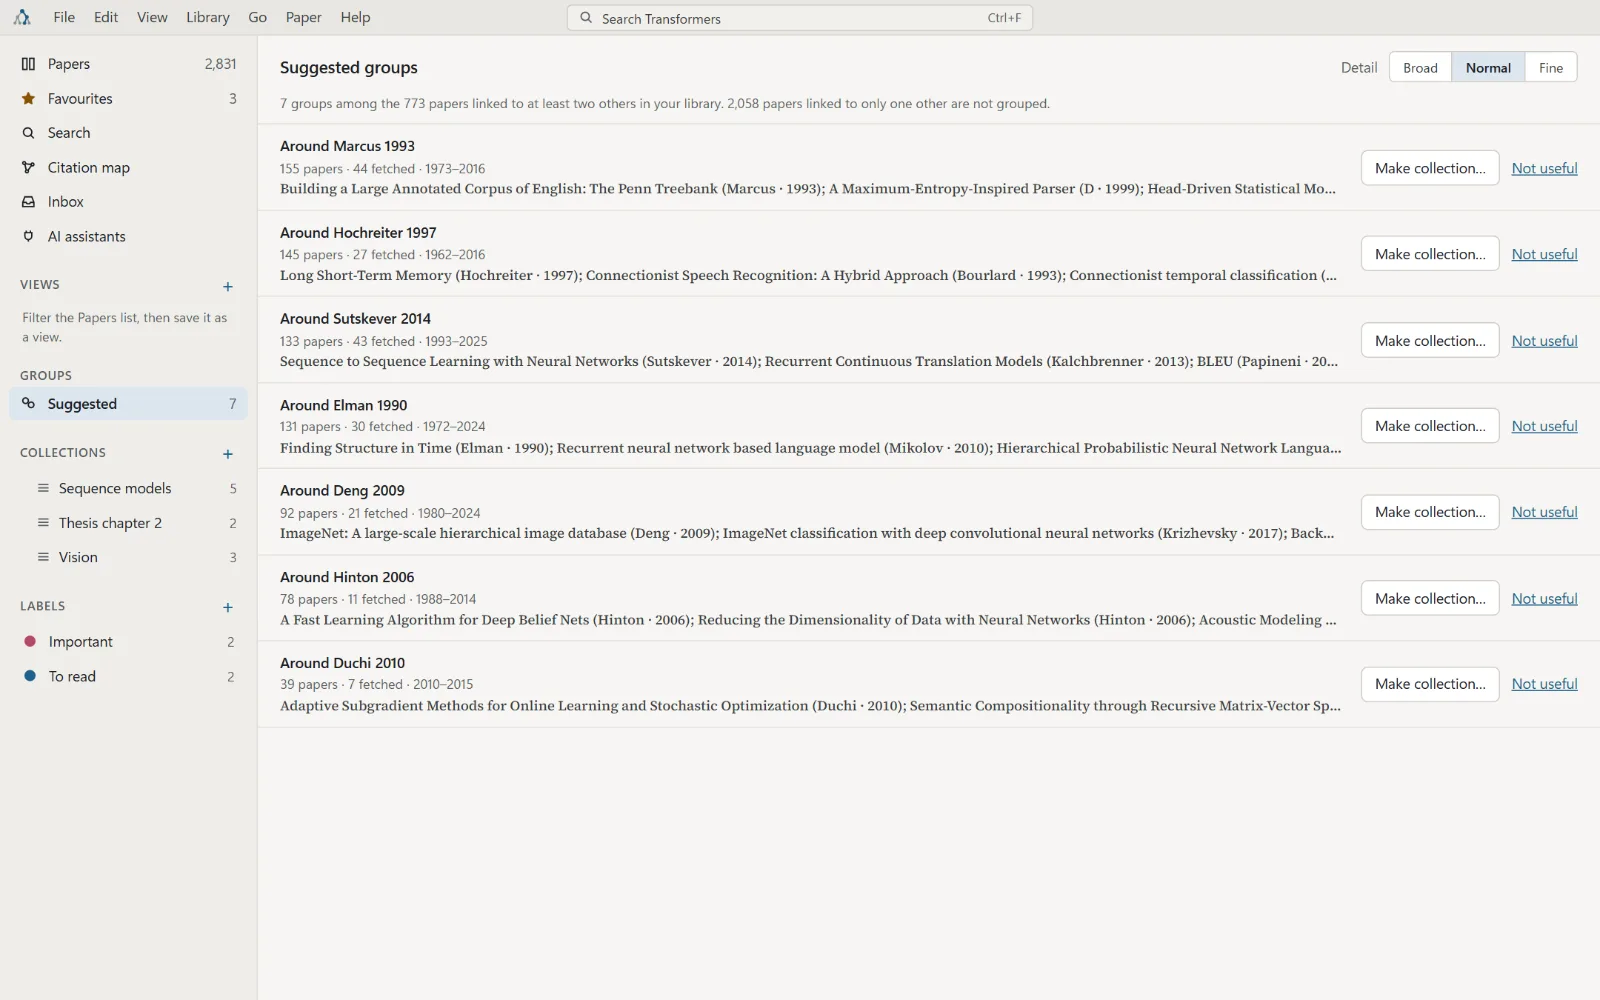 File Edit View Library Go Paper Help
Search Transformers Ctrl+F
Papers 2,831
Favourites 3
Search
Citation map
Inbox
AI assistants
VIEWS +
Filter the Papers list, then save it as
a view.
GROUPS
Suggested 7
COLLECTIONS +
Sequence models 5
Thesis chapter 2 2
Vision 3
LABELS +
Important 2
To read 2
Suggested groups
Detail Broad Normal Fine
7 groups among the 773 papers linked to at least two others in your library. 2,058 papers linked to only one other are not grouped.
Around Marcus 1993
155 papers · 44 fetched · 1973–2016
Building a Large Annotated Corpus of English: The Penn Treebank (Marcus · 1993); A Maximum-Entropy-Inspired Parser (D · 1999); Head-Driven Statistical Mo...
Make collection... Not useful
Around Hochreiter 1997
145 papers · 27 fetched · 1962–2016
Long Short-Term Memory (Hochreiter · 1997); Connectionist Speech Recognition: A Hybrid Approach (Bourlard · 1993); Connectionist temporal classification (...
Make collection... Not useful
Around Sutskever 2014
133 papers · 43 fetched · 1993–2025
Sequence to Sequence Learning with Neural Networks (Sutskever · 2014); Recurrent Continuous Translation Models (Kalchbrenner · 2013); BLEU (Papineni · 20...
Make collection... Not useful
Around Elman 1990
131 papers · 30 fetched · 1972–2024
Finding Structure in Time (Elman · 1990); Recurrent neural network based language model (Mikolov · 2010); Hierarchical Probabilistic Neural Network Langua...
Make collection... Not useful
Around Deng 2009
92 papers · 21 fetched · 1980–2024
ImageNet: A large-scale hierarchical image database (Deng · 2009); ImageNet classification with deep convolutional neural networks (Krizhevsky · 2017); Back...
Make collection... Not useful
Around Hinton 2006
78 papers · 11 fetched · 1988–2014
A Fast Learning Algorithm for Deep Belief Nets (Hinton · 2006); Reducing the Dimensionality of Data with Neural Networks (Hinton · 2006); Acoustic Modeling ...
Make collection... Not useful
Around Duchi 2010
39 papers · 7 fetched · 2010–2015
Adaptive Subgradient Methods for Online Learning and Stochastic Optimization (Duchi · 2010); Semantic Compositionality through Recursive Matrix-Vector Sp...
Make collection... Not useful